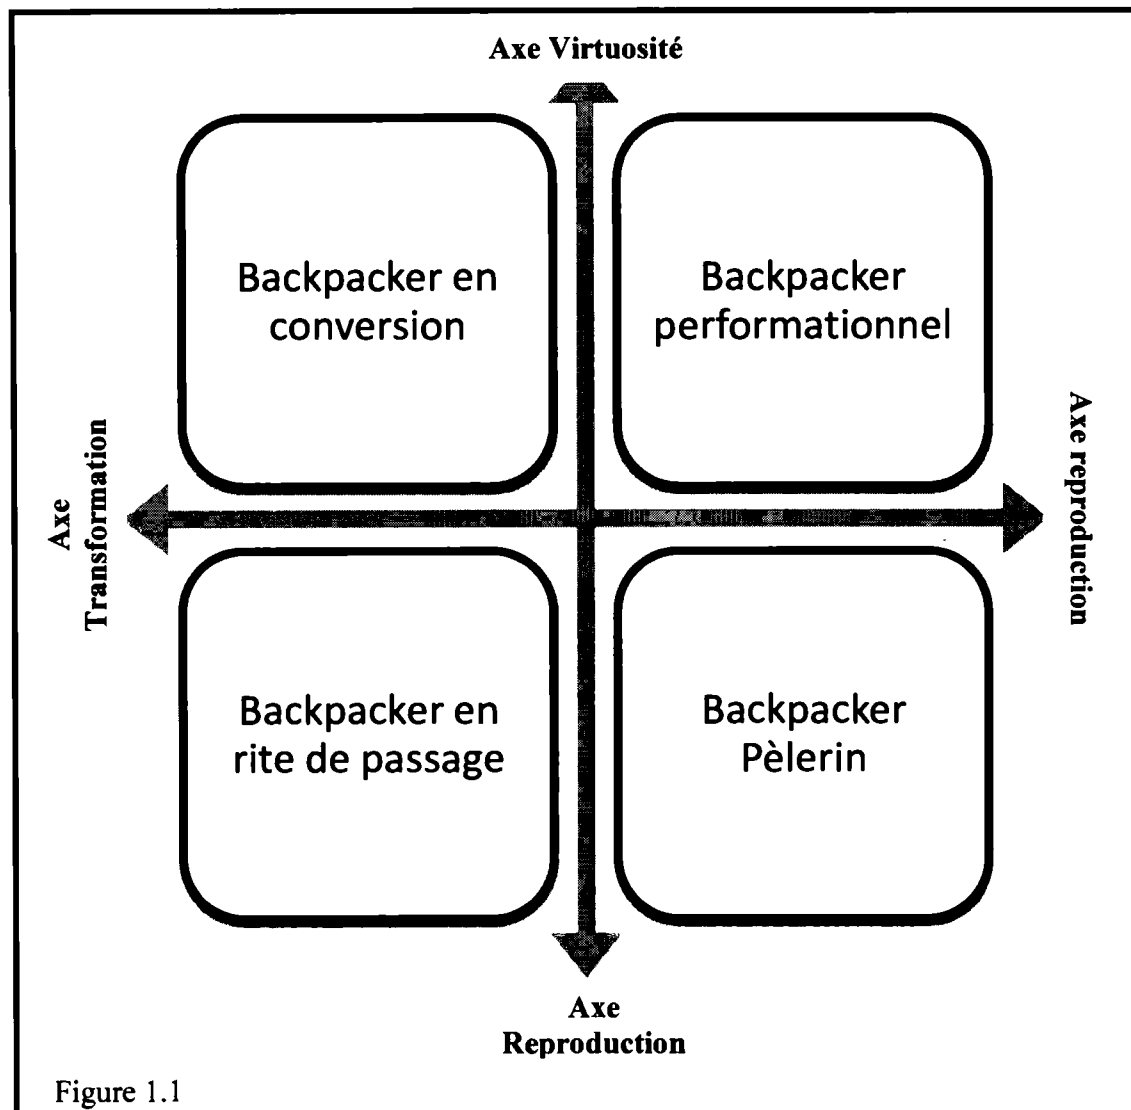 Axe Virtuosité
Backpacker en
conversion
Backpacker
performationnel
Axe
Transformation
Axe reproduction
Backpacker en
rite de passage
Backpacker
Pèlerin
Axe
Reproduction
Figure 1.1